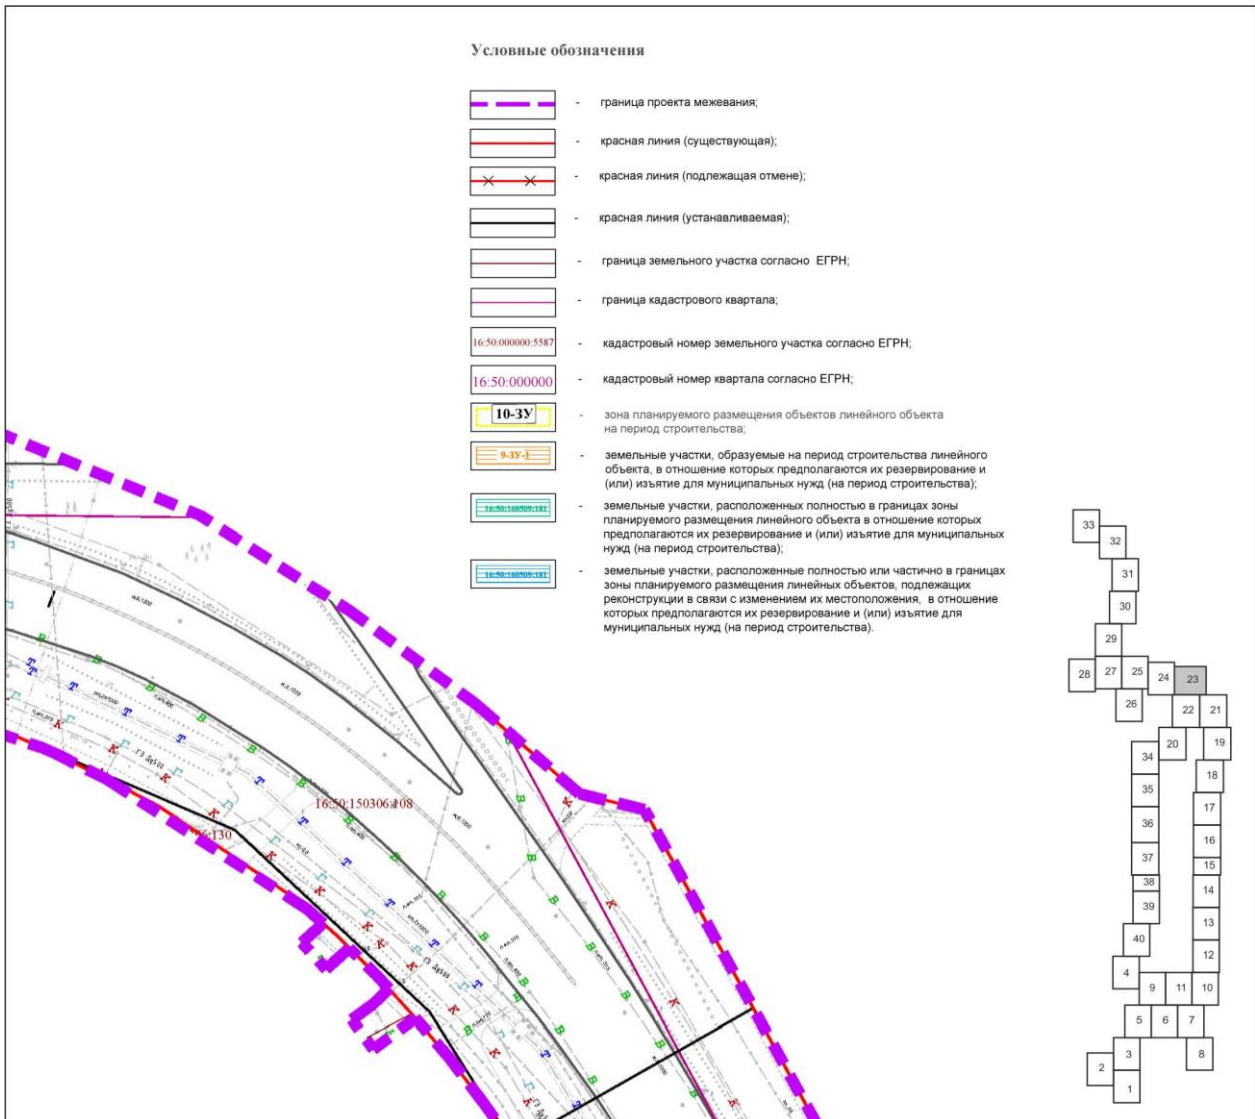 Условные обозначения
- граница проекта межевания;
- красная линия (существующая);
- красная линия (подлежащая отмене);
- красная линия (устанавливаемая);
- граница земельного участка согласно ЕГРН;
- граница кадастрового квартала;
16:50:000000:5587 - кадастровый номер земельного участка согласно ЕГРН;
16:50:000000 - кадастровый номер квартала согласно ЕГРН;
10-ЗУ - зона планируемого размещения объектов линейного объекта
на период строительства;
9-ЗУ-1 - земельные участки, образуемые на период строительства линейного
объекта, в отношение которых предполагаются их резервирование и
(или) изъятие для муниципальных нужд (на период строительства);
16:50:160509:181 - земельные участки, расположенных полностью в границах зоны
планируемого размещения линейного объекта в отношение которых
предполагаются их резервирование и (или) изъятие для муниципальных
нужд (на период строительства);
16:50:160509:181 - земельные участки, расположенные полностью или частично в границах
зоны планируемого размещения линейных объектов, подлежащих
реконструкции в связи с изменением их местоположения, в отношение
которых предполагаются их резервирование и (или) изъятие для
муниципальных нужд (на период строительства).
16:50:150306:108
33
32
31
30
29
28 27 25 24 23
26 22 21
20 19
34
18
35
17
36
16
37
15
38 14
39
13
40
12
4
9 11 10
5 6 7
3 8
2
1